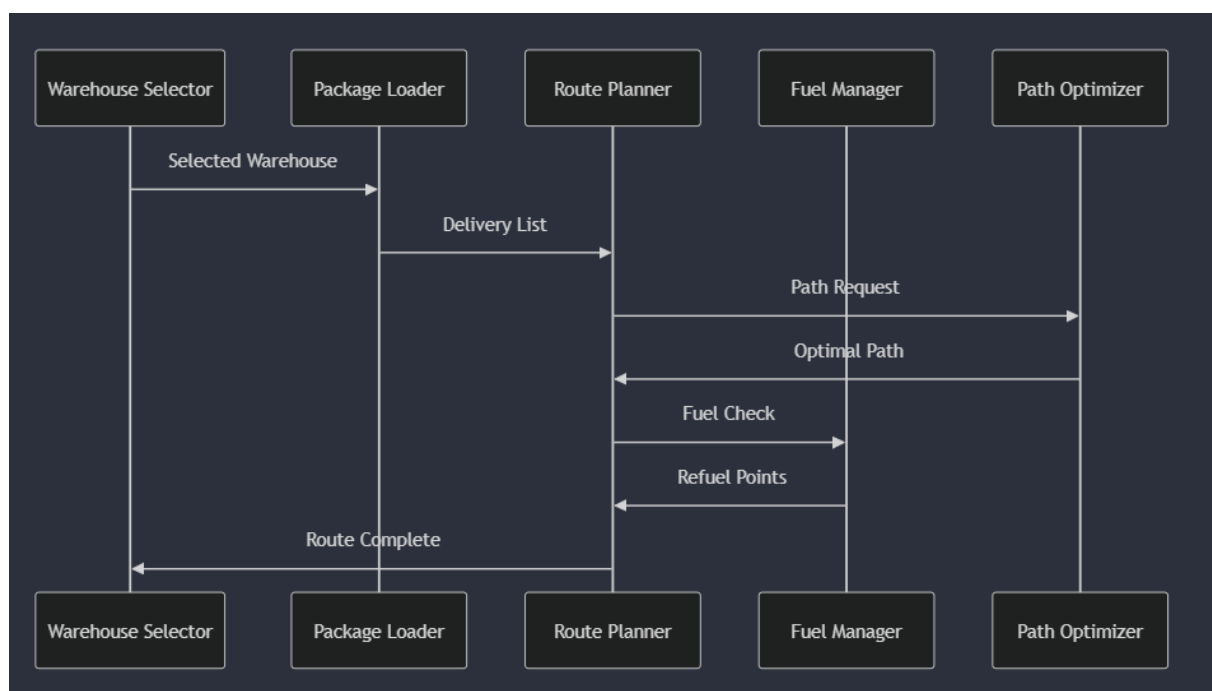 Warehouse Selector
Package Loader
Route Planner
Fuel Manager
Path Optimizer
Selected Warehouse
Delivery List
Path Request
Optimal Path
Fuel Check
Refuel Points
Route Complete
Warehouse Selector
Package Loader
Route Planner
Fuel Manager
Path Optimizer